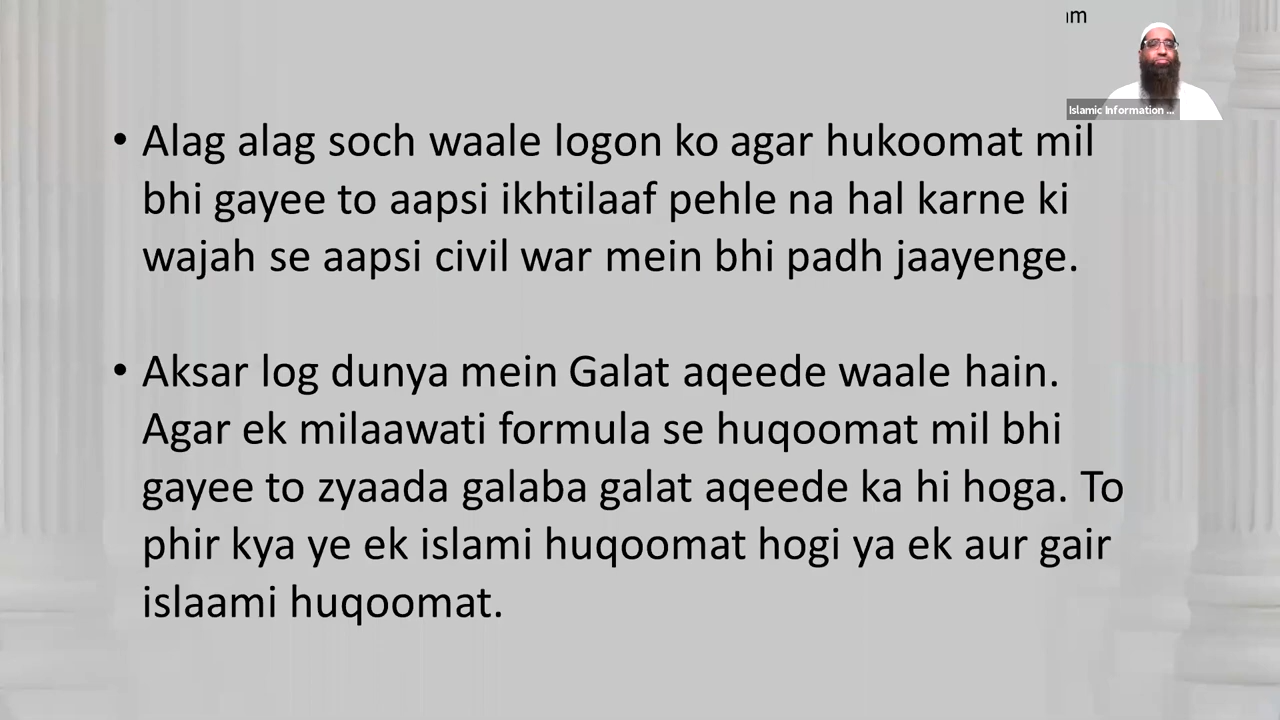 Islamic Information ...
• Alag alag soch waale logon ko agar hukoomat mil
bhi gayee to aapsi ikhtilaaf pehle na hal karne ki
wajah se aapsi civil war mein bhi padh jaayenge.
• Aksar log dunya mein Galat aqeede waale hain.
Agar ek milaawati formula se huqoomat mil bhi
gayee to zyaada galaba galat aqeede ka hi hoga. To
phir kya ye ek islami huqoomat hogi ya ek aur gair
islaami huqoomat.